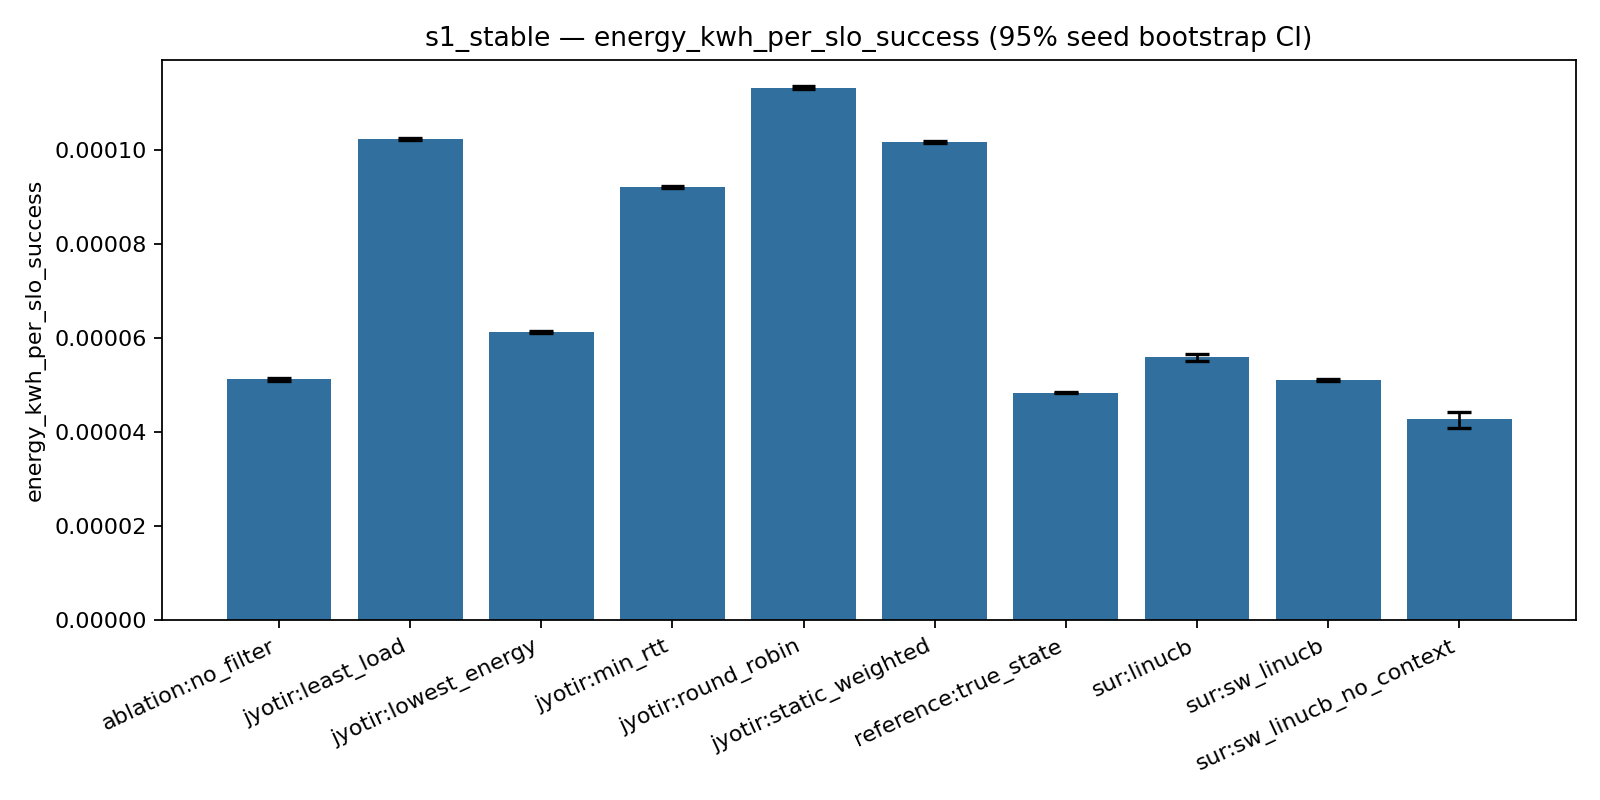 s1_stable — energy_kwh_per_slo_success (95% seed bootstrap CI)
energy_kwh_per_slo_success
0.00010
0.00008
0.00006
0.00004
0.00002
0.00000
ablation:no_filter
jyotir:least_load
jyotir:lowest_energy
jyotir:min_rtt
jyotir:round_robin
jyotir:static_weighted
reference:true_state
sur:linucb
sur:sw_linucb
sur:sw_linucb_no_context